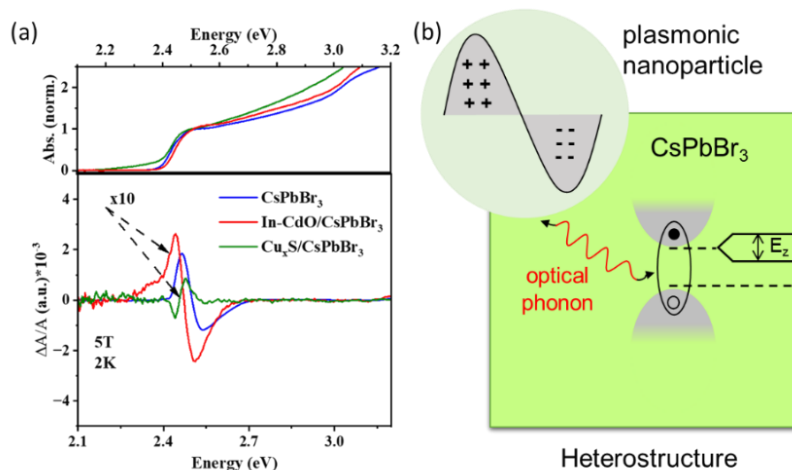 (a)
Energy (eV)
2.2 2.4 2.6 2.8 3.0 3.2
Abs. (norm.)
2
1
0
x10
CsPbBr₃
In-CdO/CsPbBr₃
CuₓS/CsPbBr₃
ΔA/A (a.u.)*10⁻³
4
2
0
−2
−4
5T
2K
2.1 2.4 2.7 3.0
Energy (eV)
(b)
plasmonic
nanoparticle
+ +
+ +
+ +
- -
- -
- -
CsPbBr₃
E_z
optical
phonon
Heterostructure